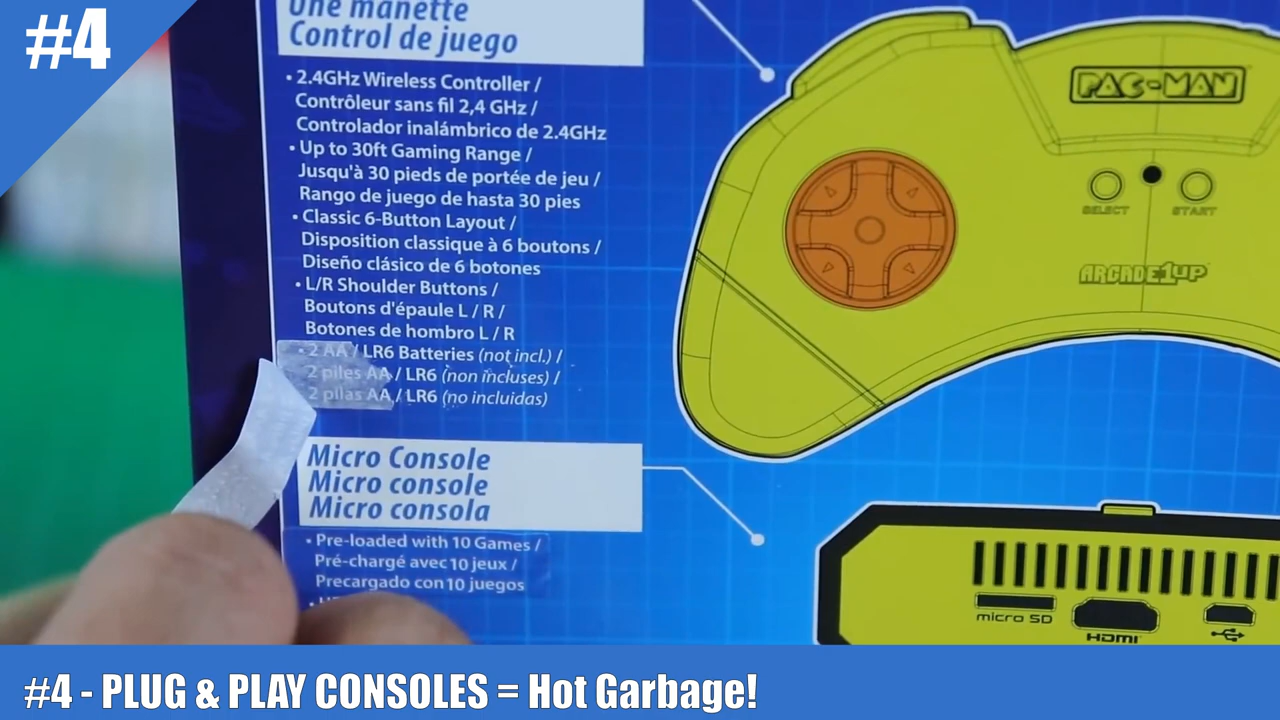 #4
Une manette
Control de juego
• 2.4GHz Wireless Controller /
Contrôleur sans fil 2,4 GHz /
Controlador inalámbrico de 2.4GHz
• Up to 30ft Gaming Range /
Jusqu'à 30 pieds de portée de jeu /
Rango de juego de hasta 30 pies
• Classic 6-Button Layout /
Disposition classique à 6 boutons /
Diseño clásico de 6 botones
• L/R Shoulder Buttons /
Boutons d'épaule L / R /
Botones de hombro L / R
• 2 AA / LR6 Batteries (not incl.) /
2 piles AA / LR6 (non incluses) /
2 pilas AA / LR6 (no incluidas)
Micro Console
Micro console
Micro consola
• Pre-loaded with 10 Games /
Pré-chargé avec 10 jeux /
Precargado con 10 juegos
PAC-MAN
SELECT START
ARCADE1UP
micro SD
HDMI
#4 - PLUG & PLAY CONSOLES = Hot Garbage!